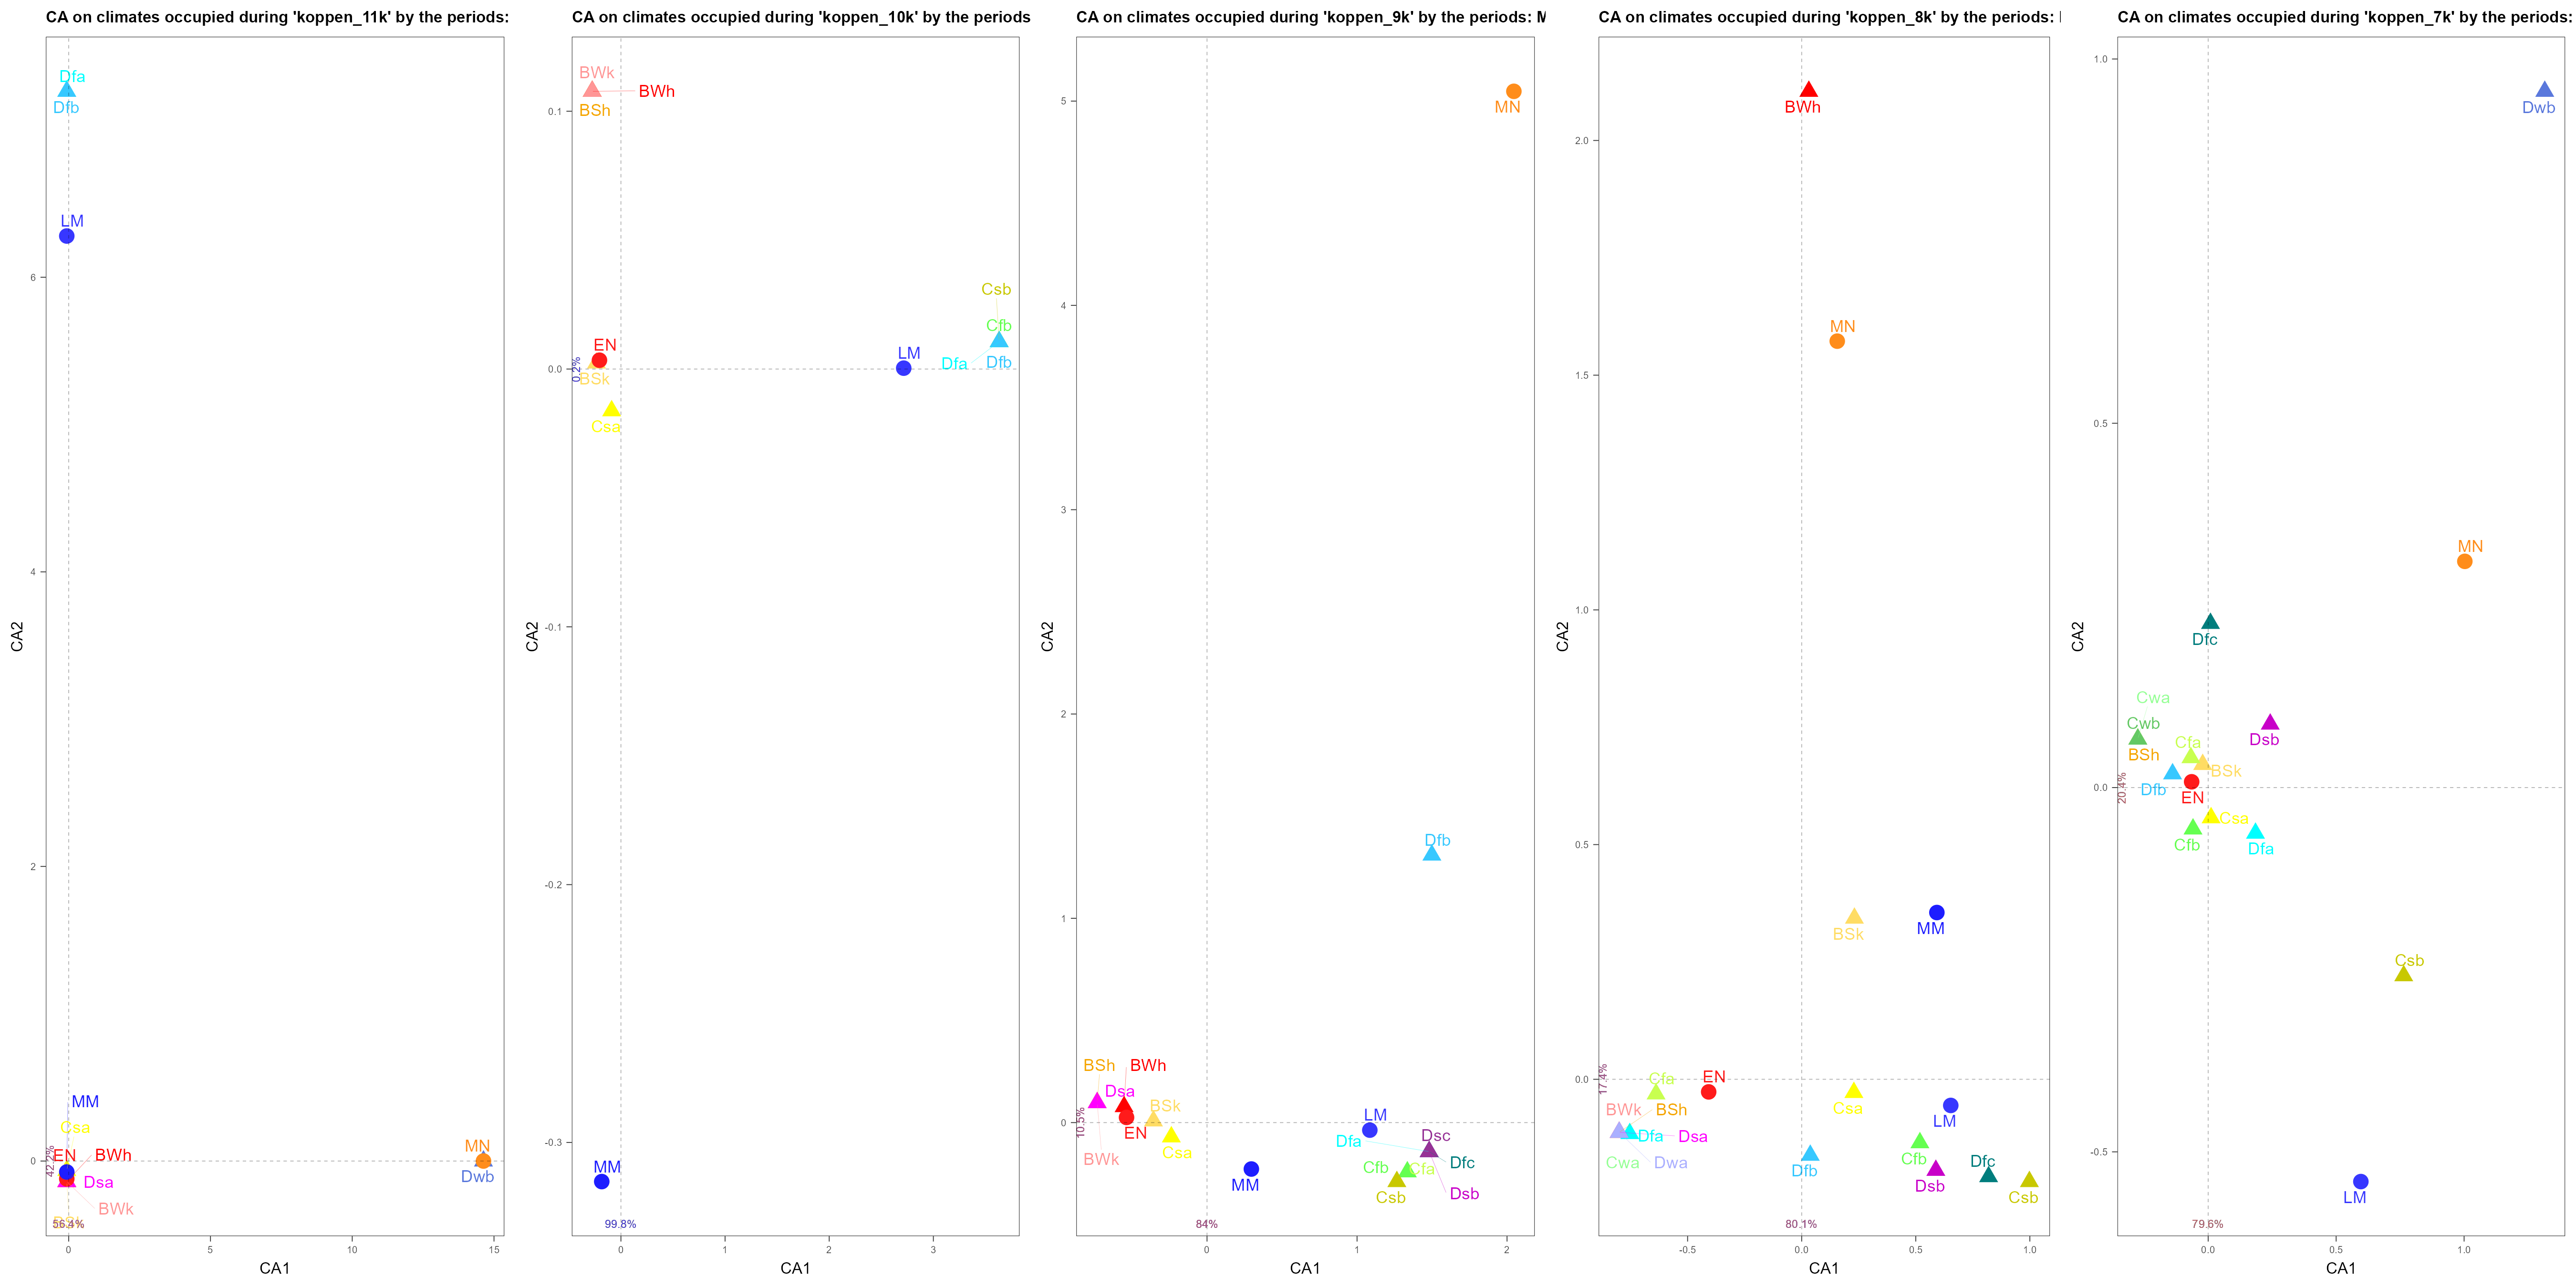 CA on climates occupied during 'koppen_11k' by the periods:
Dfa
Dfb
LM
6
4
CA2
2
MM
Csa
EN
BWh
MN
42.2%
0
Dsa
Dwb
BWk
56.4%
0
5
10
15
CA1
CA on climates occupied during 'koppen_10k' by the periods
BWk
BWh
0.1
BSh
Csb
Cfb
EN
LM
0.0
0.2%
Dfa
Dfb
BSk
Csa
-0.1
CA2
-0.2
-0.3
MM
99.8%
0
1
2
3
CA1
CA on climates occupied during 'koppen_9k' by the periods: M
5
MN
4
3
CA2
2
1
Dfb
BSh
BWh
Dsa
BSk
LM
10.5%
0
EN
Dsc
Dfa
Csa
BWk
Dfc
Cfb
Cfa
MM
Csb
Dsb
84%
0
1
2
CA1
CA on climates occupied during 'koppen_8k' by the periods:
BWh
2.0
MN
1.5
CA2
1.0
0.5
BSk
MM
17.4%
0.0
Cfa
EN
BWk
BSh
Csa
LM
Dfa
Dsa
Cwa
Dwa
Dfb
Cfb
Dfc
Dsb
Csb
80.1%
-0.5
0.0
0.5
1.0
CA1
CA on climates occupied during 'koppen_7k' by the periods:
1.0
Dwb
0.5
MN
CA2
Dfc
Cwa
Cwb
Dsb
Cfa
BSh
BSk
20.4%
0.0
Dfb
EN
Csa
Cfb
Dfa
Csb
-0.5
LM
79.6%
0.0
0.5
1.0
CA1